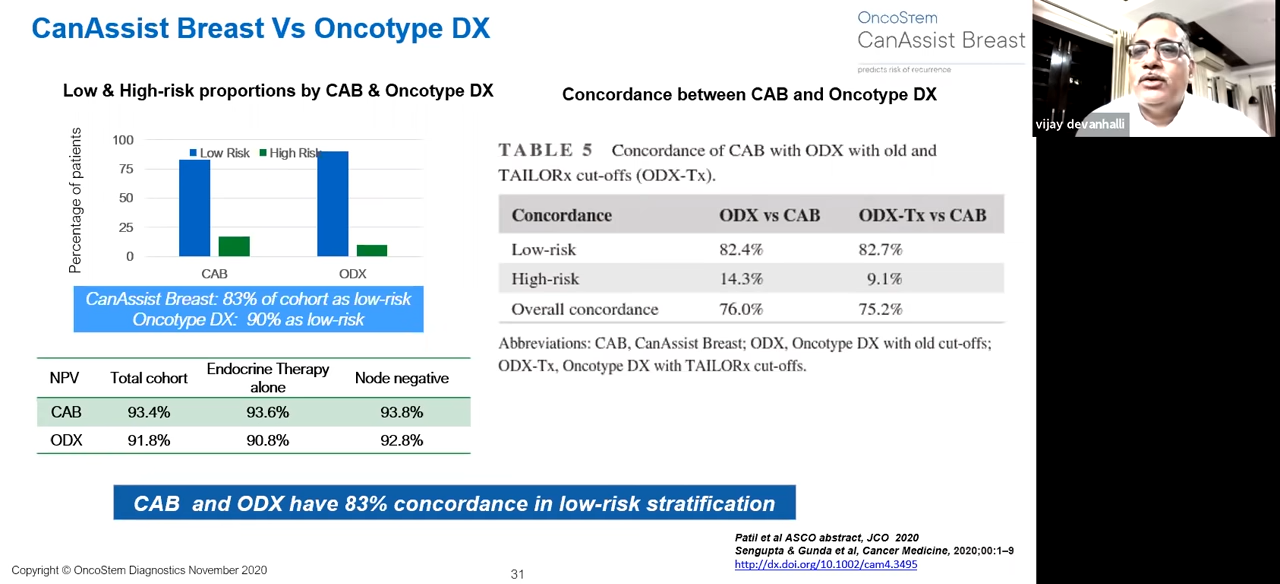 CanAssist Breast Vs Oncotype DX
OncoSTem
CanAssist Breast
predicts risk of recurrence
vijay devanhalli
Low & High-risk proportions by CAB & Oncotype DX
Percentage of patients
100
75
50
25
0
Low Risk High Risk
CAB ODX
CanAssist Breast: 83% of cohort as low-risk
Oncotype DX: 90% as low-risk
NPV Total cohort Endocrine Therapy alone Node negative
CAB 93.4% 93.6% 93.8%
ODX 91.8% 90.8% 92.8%
Concordance between CAB and Oncotype DX
TABLE 5 Concordance of CAB with ODX with old and
TAILORx cut-offs (ODX-Tx).
Concordance ODX vs CAB ODX-Tx vs CAB
Low-risk 82.4% 82.7%
High-risk 14.3% 9.1%
Overall concordance 76.0% 75.2%
Abbreviations: CAB, CanAssist Breast; ODX, Oncotype DX with old cut-offs;
ODX-Tx, Oncotype DX with TAILORx cut-offs.
CAB and ODX have 83% concordance in low-risk stratification
Patil et al ASCO abstract, JCO 2020
Sengupta & Gunda et al, Cancer Medicine, 2020;00:1–9
http://dx.doi.org/10.1002/cam4.3495
Copyright © OncoStem Diagnostics November 2020
31